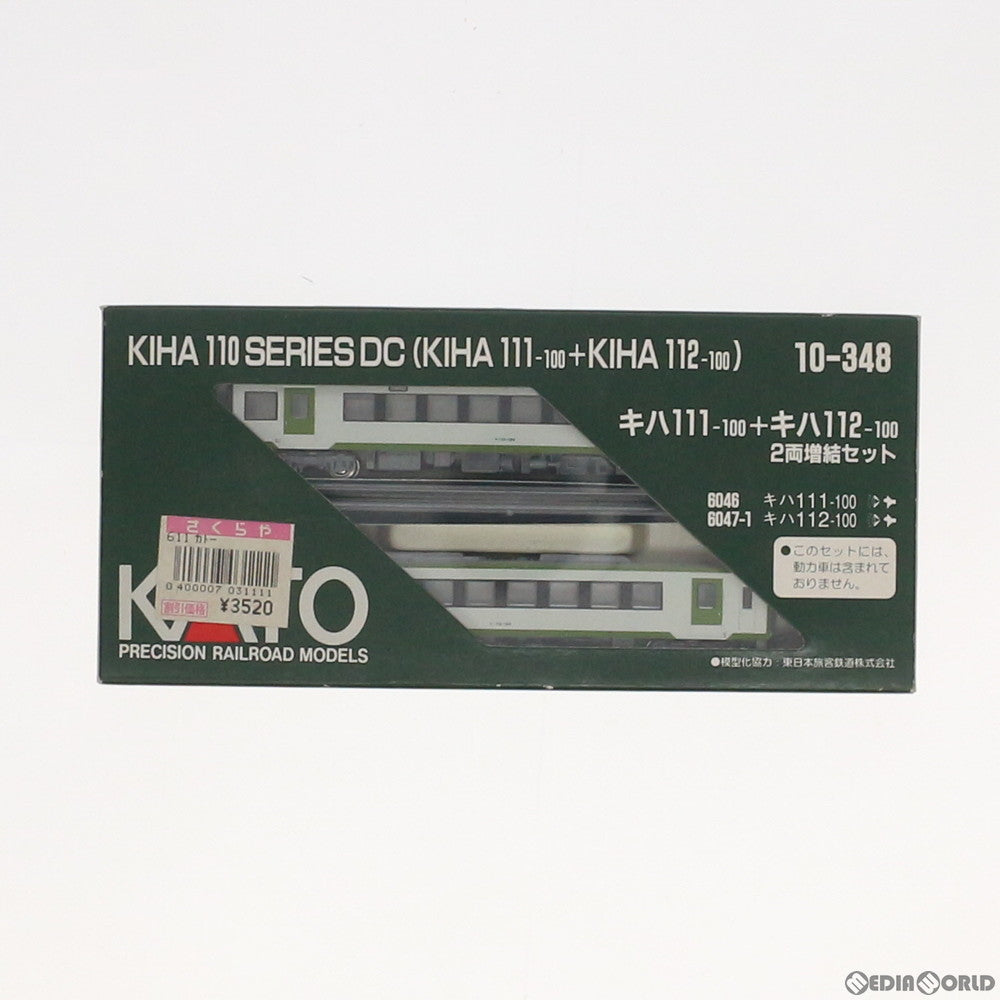 KIHA 110 SERIES DC (KIHA 111-100+KIHA 112-100) 10-348
キハ111-100+キハ112-100
2両増結セット
6046 キハ111-100
6047-1 キハ112-100
●このセットには、
動力車は含まれて
おりません。
さくらや
611 カトー
0 400007 031111
割引価格 ¥3520
KATO
PRECISION RAILROAD MODELS
●模型化協力:東日本旅客鉄道株式会社
MEDIAWORLD